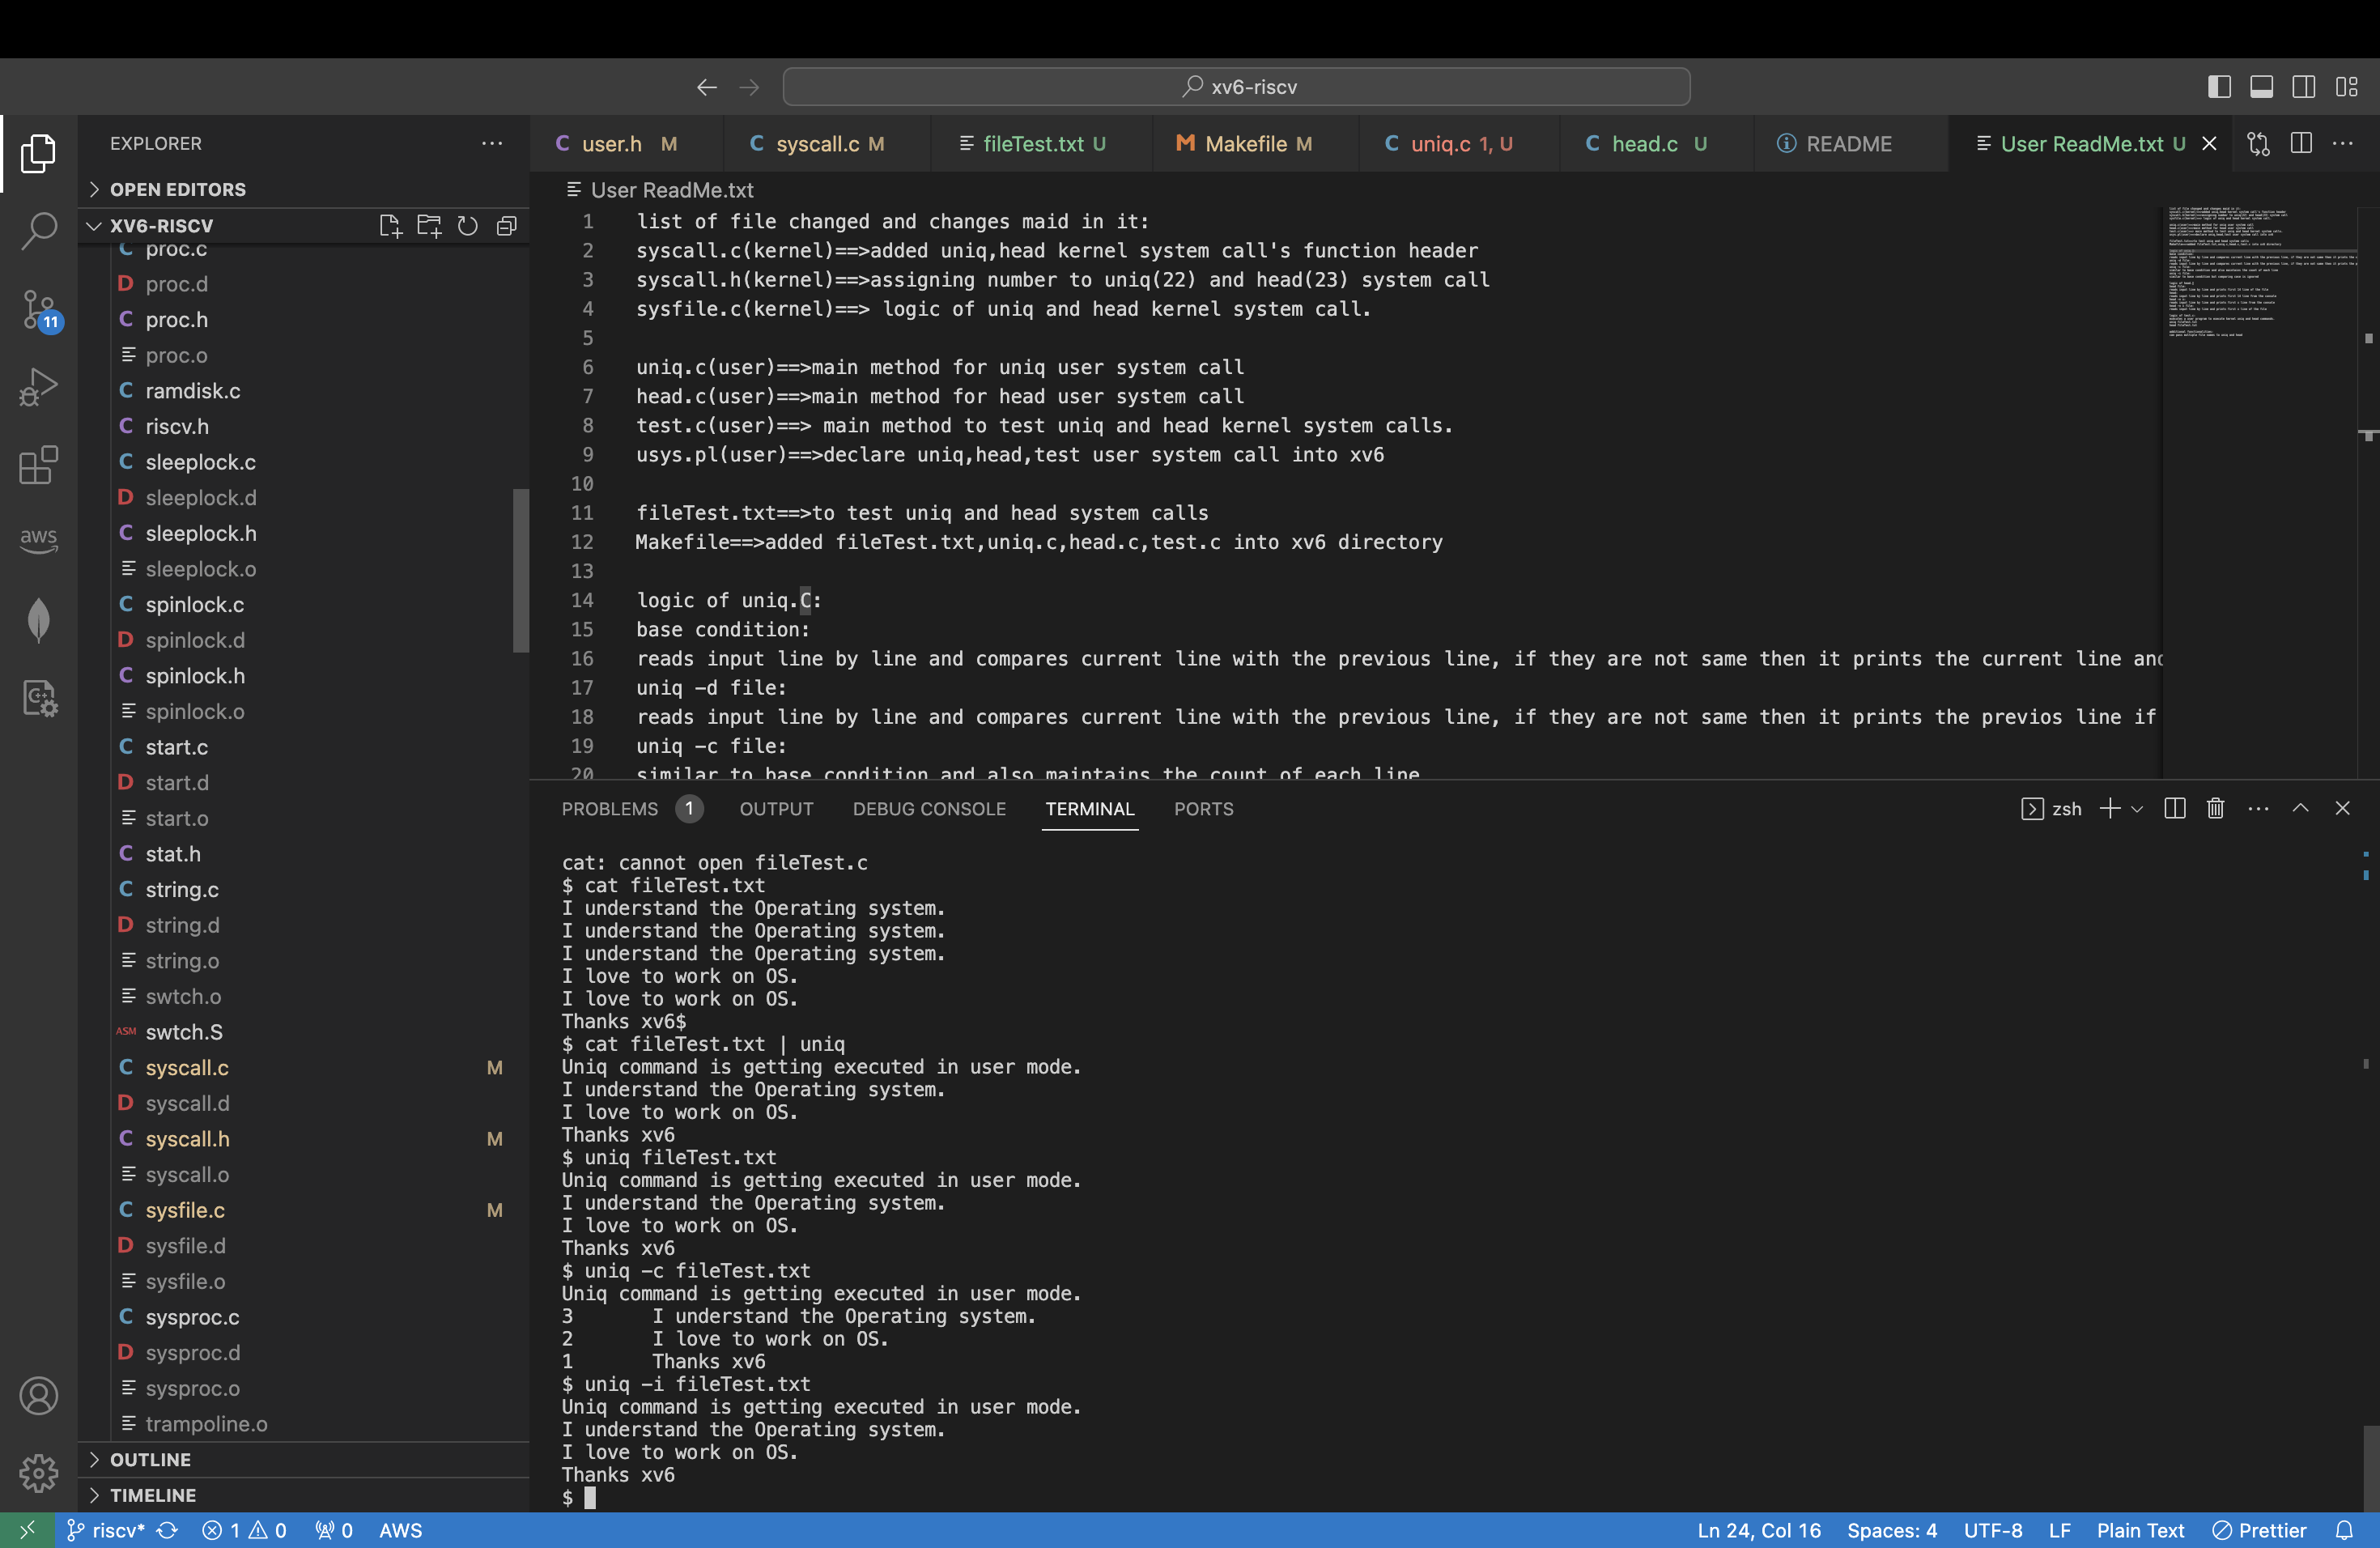 xv6-riscv
EXPLORER
OPEN EDITORS
XV6-RISCV
C proc.c
D proc.d
C proc.h
proc.o
C ramdisk.c
C riscv.h
C sleeplock.c
D sleeplock.d
C sleeplock.h
sleeplock.o
C spinlock.c
D spinlock.d
C spinlock.h
spinlock.o
C start.c
D start.d
start.o
C stat.h
C string.c
D string.d
string.o
swtch.o
ASM swtch.S
C syscall.c M
D syscall.d
C syscall.h M
syscall.o
C sysfile.c M
D sysfile.d
sysfile.o
C sysproc.c
D sysproc.d
sysproc.o
trampoline.o
OUTLINE
TIMELINE
11
aws
C++
C user.h M
C syscall.c M
fileTest.txt U
M Makefile M
C uniq.c 1, U
C head.c U
README
User ReadMe.txt U
User ReadMe.txt
1 list of file changed and changes maid in it:
2 syscall.c(kernel)==>added uniq,head kernel system call's function header
3 syscall.h(kernel)==>assigning number to uniq(22) and head(23) system call
4 sysfile.c(kernel)==> logic of uniq and head kernel system call.
5
6 uniq.c(user)==>main method for uniq user system call
7 head.c(user)==>main method for head user system call
8 test.c(user)==> main method to test uniq and head kernel system calls.
9 usys.pl(user)==>declare uniq,head,test user system call into xv6
10
11 fileTest.txt==>to test uniq and head system calls
12 Makefile==>added fileTest.txt,uniq.c,head.c,test.c into xv6 directory
13
14 logic of uniq.C:
15 base condition:
16 reads input line by line and compares current line with the previous line, if they are not same then it prints the current line and
17 uniq -d file:
18 reads input line by line and compares current line with the previous line, if they are not same then it prints the previos line if
19 uniq -c file:
20 similar to base condition and also maintains the count of each line
PROBLEMS 1
OUTPUT
DEBUG CONSOLE
TERMINAL
PORTS
zsh
cat: cannot open fileTest.c
$ cat fileTest.txt
I understand the Operating system.
I understand the Operating system.
I understand the Operating system.
I love to work on OS.
I love to work on OS.
Thanks xv6$
$ cat fileTest.txt | uniq
Uniq command is getting executed in user mode.
I understand the Operating system.
I love to work on OS.
Thanks xv6
$ uniq fileTest.txt
Uniq command is getting executed in user mode.
I understand the Operating system.
I love to work on OS.
Thanks xv6
$ uniq -c fileTest.txt
Uniq command is getting executed in user mode.
3 I understand the Operating system.
2 I love to work on OS.
1 Thanks xv6
$ uniq -i fileTest.txt
Uniq command is getting executed in user mode.
I understand the Operating system.
I love to work on OS.
Thanks xv6
$
riscv* 1 0 0 AWS
Ln 24, Col 16 Spaces: 4 UTF-8 LF Plain Text Prettier